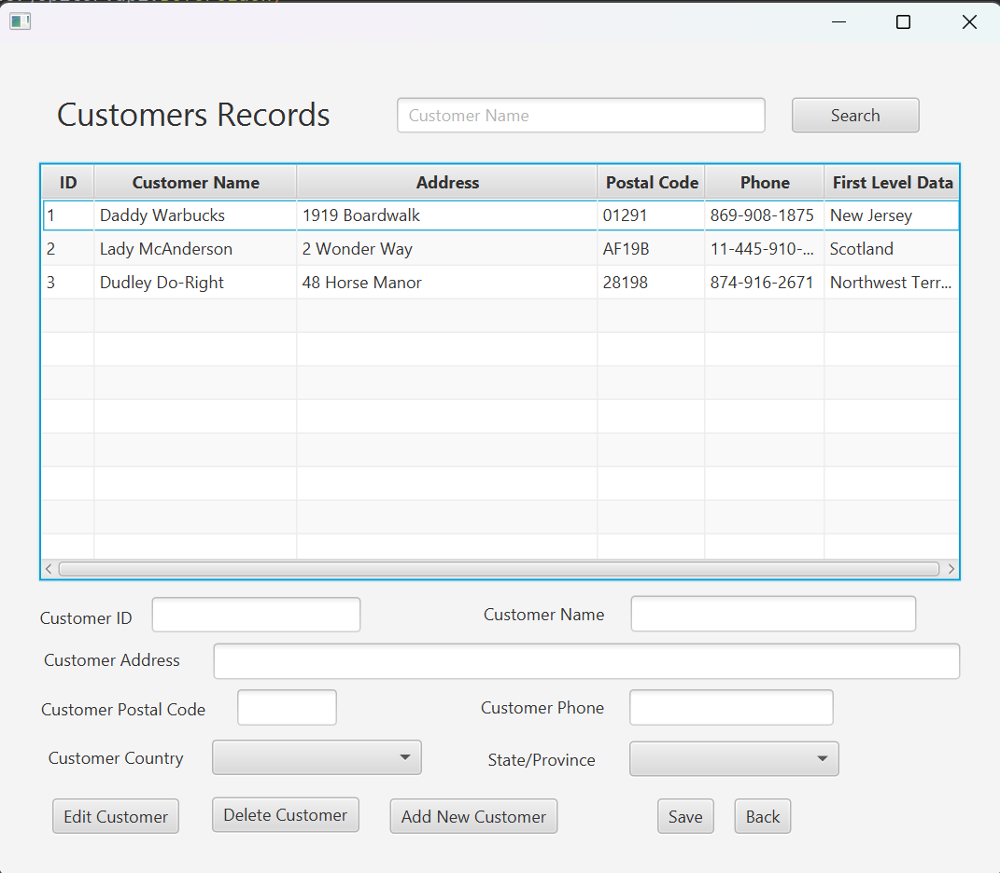 Customers Records Customer Name Search
ID Customer Name Address Postal Code Phone First Level Data
1 Daddy Warbucks 1919 Boardwalk 01291 869-908-1875 New Jersey
2 Lady McAnderson 2 Wonder Way AF19B 11-445-910-... Scotland
3 Dudley Do-Right 48 Horse Manor 28198 874-916-2671 Northwest Terr...
Customer ID Customer Name
Customer Address
Customer Postal Code Customer Phone
Customer Country State/Province
Edit Customer Delete Customer Add New Customer Save Back